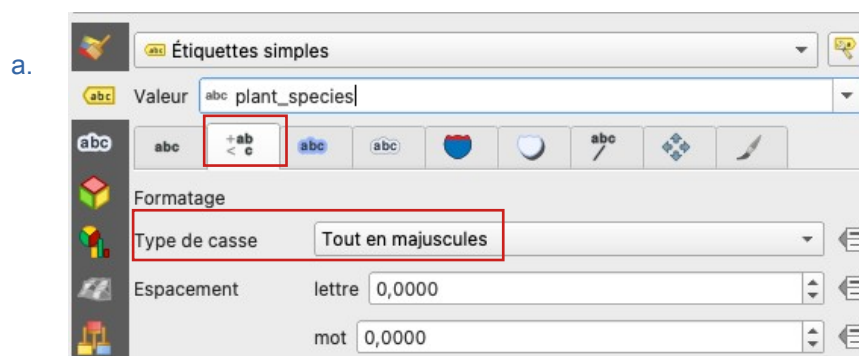 Étiquettes simples
a.
Valeur abc plant_species
abc +ab < c abc abc abc
Formatage
Type de casse Tout en majuscules
Espacement lettre 0,0000
mot 0,0000